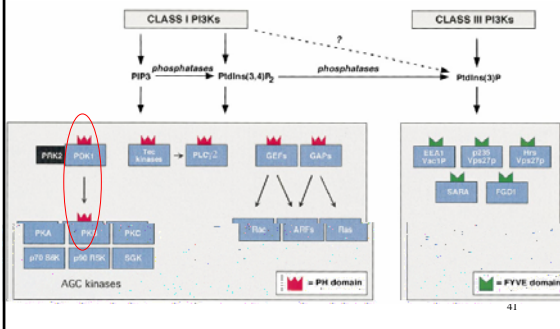 CLASS I PI3Ks
CLASS III PI3Ks
?
phosphatases
phosphatases
PIP3
PtdIns(3,4)P2
PtdIns(3)P
PRK2
PDK1
Tec kinases
PLCγ2
GEFs
GAPs
EEA1 Vac1P
p235 Vps27p
Hrs Vps27p
SARA
FGD1
PKA
PKB
PKC
Rac
ARFs
Ras
p70 S6K
p90 RSK
SGK
AGC kinases
= PH domain
= FYVE domain
41